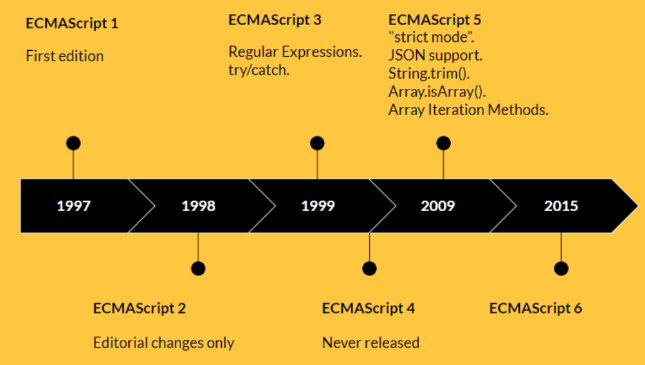 ECMAScript 1
First edition
ECMAScript 3
Regular Expressions.
try/catch.
ECMAScript 5
"strict mode".
JSON support.
String.trim().
Array.isArray().
Array Iteration Methods.
1997
1998
1999
2009
2015
ECMAScript 2
Editorial changes only
ECMAScript 4
Never released
ECMAScript 6